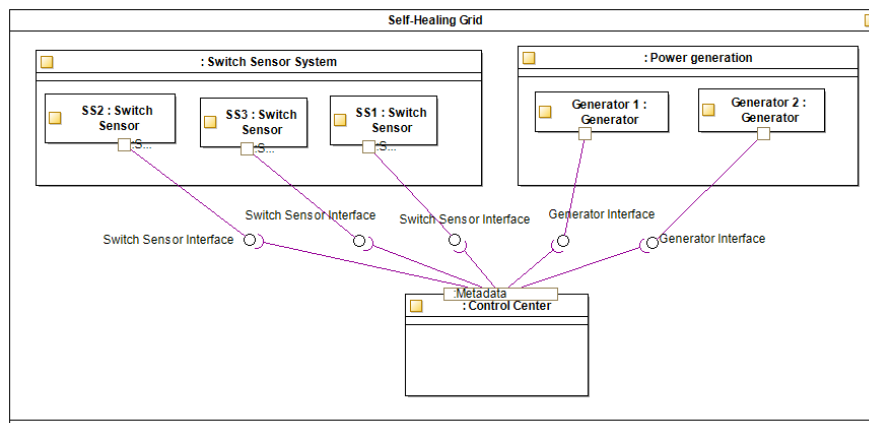 Self-Healing Grid
: Switch Sensor System
: Power generation
SS2 : Switch
Sensor
SS3 : Switch
Sensor
SS1 : Switch
Sensor
Generator 1 :
Generator
Generator 2 :
Generator
:S...
:S...
:S...
Switch Sensor Interface
Switch Sensor Interface
Switch Sensor Interface
Generator Interface
Generator Interface
:Metadata
: Control Center